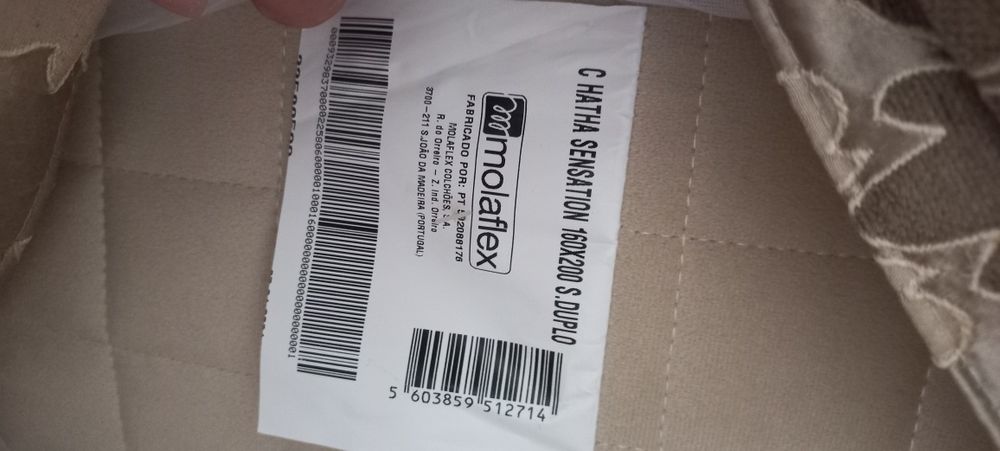 C HATHA SENSATION 160X200 S.DUPLO
molaflex
FABRICADO POR: PT
MOLAFLEX COLCHÕES,
R. do Orreiro – Z. Ind. Orreiro
3700–211 S.JOÃO DA MADEIRA (PORTUGAL)
5 603859 512714